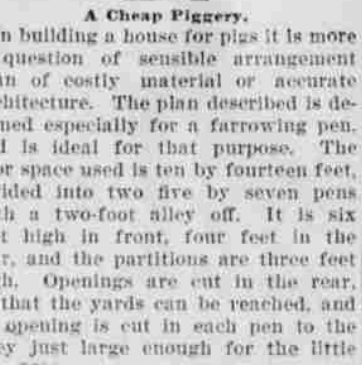 A Cheap Piggery.
n building a house for pigs it is more
question of sensible arrangement
an of costly material or accurate
hitecture. The plan described is de-
ned especially for a farrowing pen.
d is ideal for that purpose. The
or space used is ten by fourteen feet,
ided into two five by seven pens
h a two-foot alley off. It is six
t high in front, four feet in the
r, and the partitions are three feet
h. Openings are cut in the rear,
that the yards can be reached, and
opening is cut in each pen to the
ey just large enough for the little